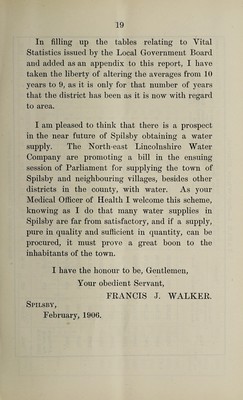 19
In filling up the tables relating to Vital
Statistics issued by the Local Government Board
and added as an appendix to this report, I have
taken the liberty of altering the averages from 10
years to 9, as it is only for that number of years
that the district has been as it is now with regard
to area.
I am pleased to think that there is a prospect
in the near future of Spilsby obtaining a water
supply. The North-east Lincolnshire Water
Company are promoting a bill in the ensuing
session of Parliament for supplying the town of
Spilsby and neighbouring villages, besides other
districts in the county, with water. As your
Medical Officer of Health I welcome this scheme,
knowing as I do that many water supplies in
Spilsby are far from satisfactory, and if a supply,
pure in quality and sufficient in quantity, can be
procured, it must prove a great boon to the
inhabitants of the town.
I have the honour to be, Gentlemen,
Your obedient Servant,
FRANCIS J. WALKER.
Spilsby,
February, 1906.